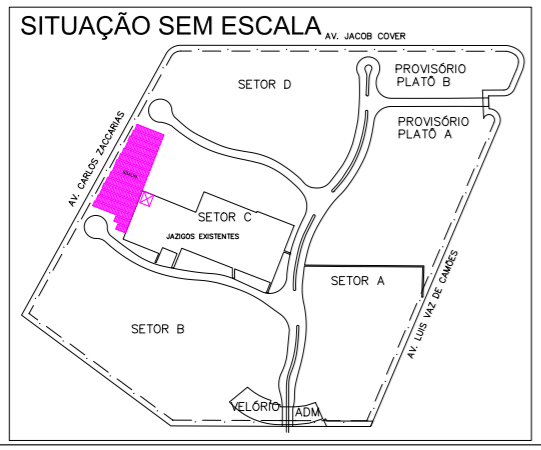 SITUAÇÃO SEM ESCALA
AV. JACOB COVER
PROVISÓRIO
PLATÔ B
SETOR D
PROVISÓRIO
PLATÔ A
AV. CARLOS ZACCARIAS
SETOR C
JAZIGOS EXISTENTES
SETOR A
AV. LUIS VAZ DE CAMÕES
SETOR B
VELÓRIO
ADM